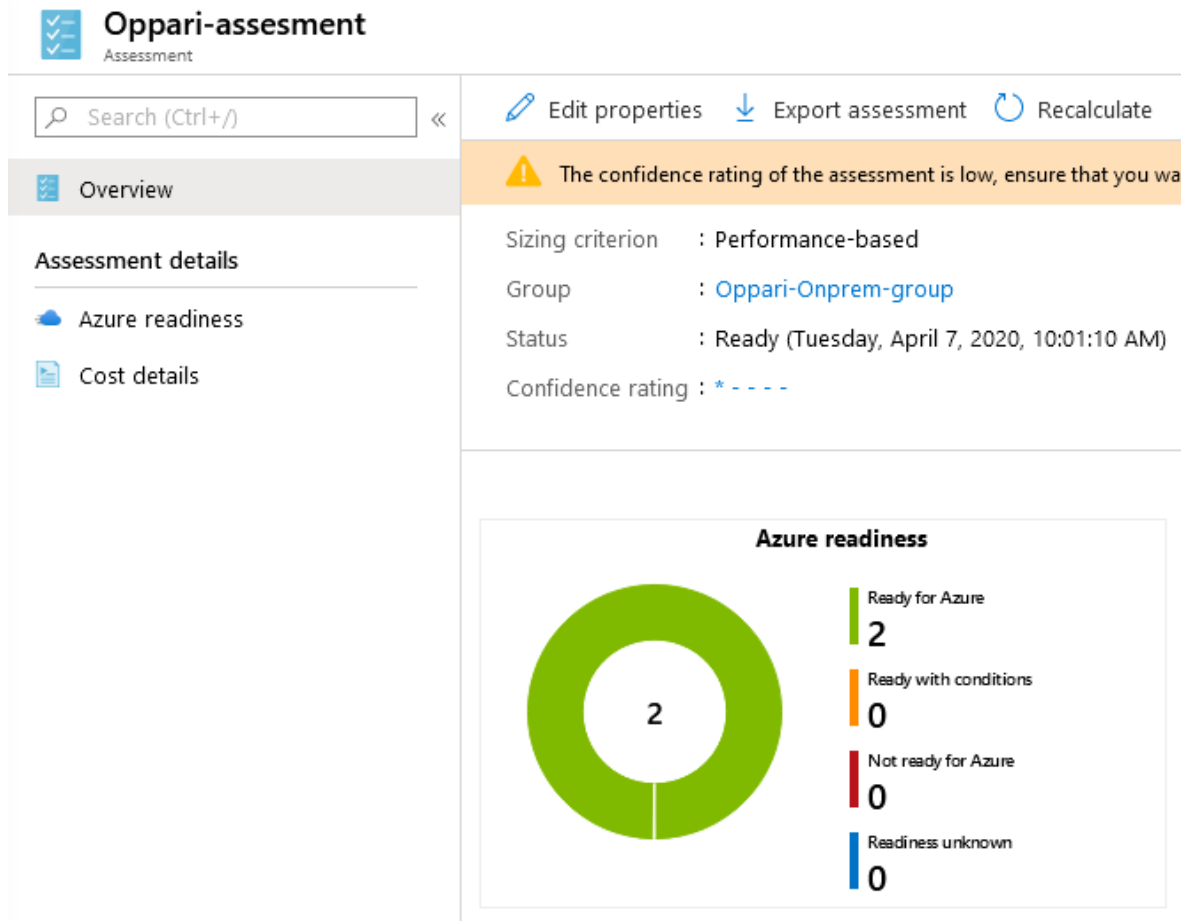 Oppari-assesment
Assessment
Search (Ctrl+/)
«
Overview
Assessment details
Azure readiness
Cost details
Edit properties
Export assessment
Recalculate
The confidence rating of the assessment is low, ensure that you wa
Sizing criterion : Performance-based
Group : Oppari-Onprem-group
Status : Ready (Tuesday, April 7, 2020, 10:01:10 AM)
Confidence rating : * - - - -
Azure readiness
2
Ready for Azure
2
Ready with conditions
0
Not ready for Azure
0
Readiness unknown
0